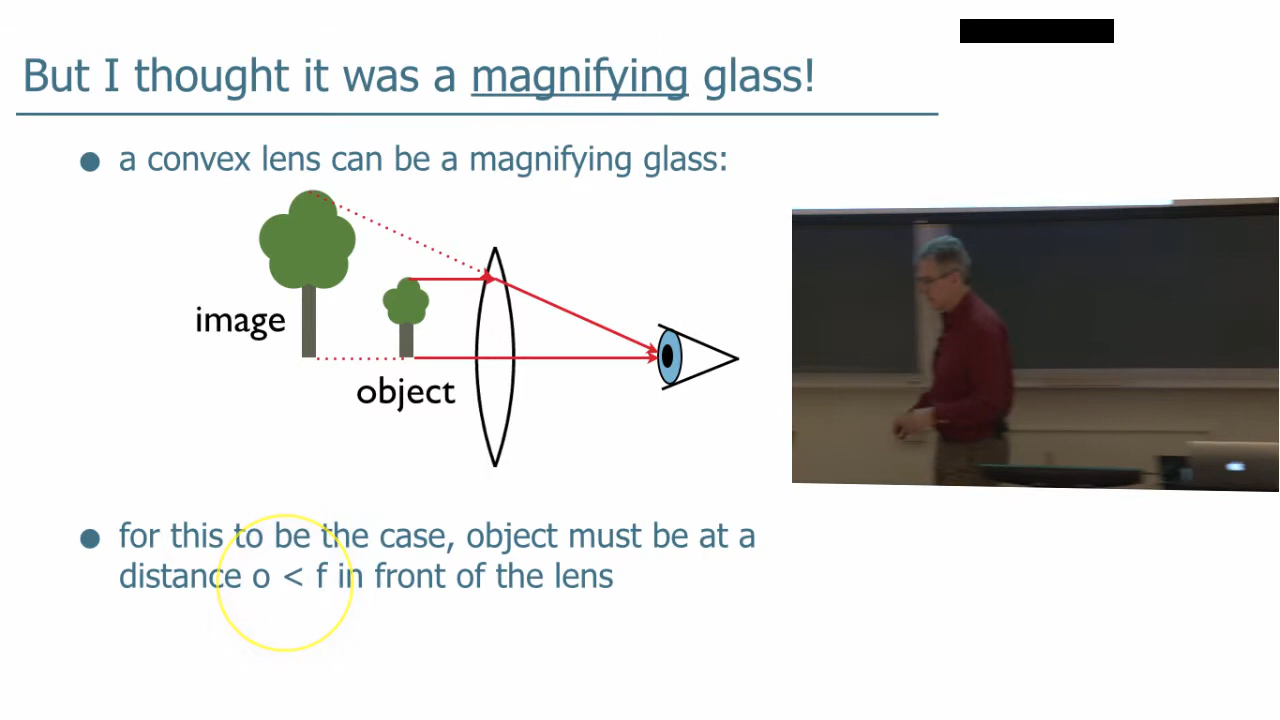 But I thought it was a magnifying glass!
● a convex lens can be a magnifying glass:
image
object
● for this to be the case, object must be at a
distance o < f in front of the lens